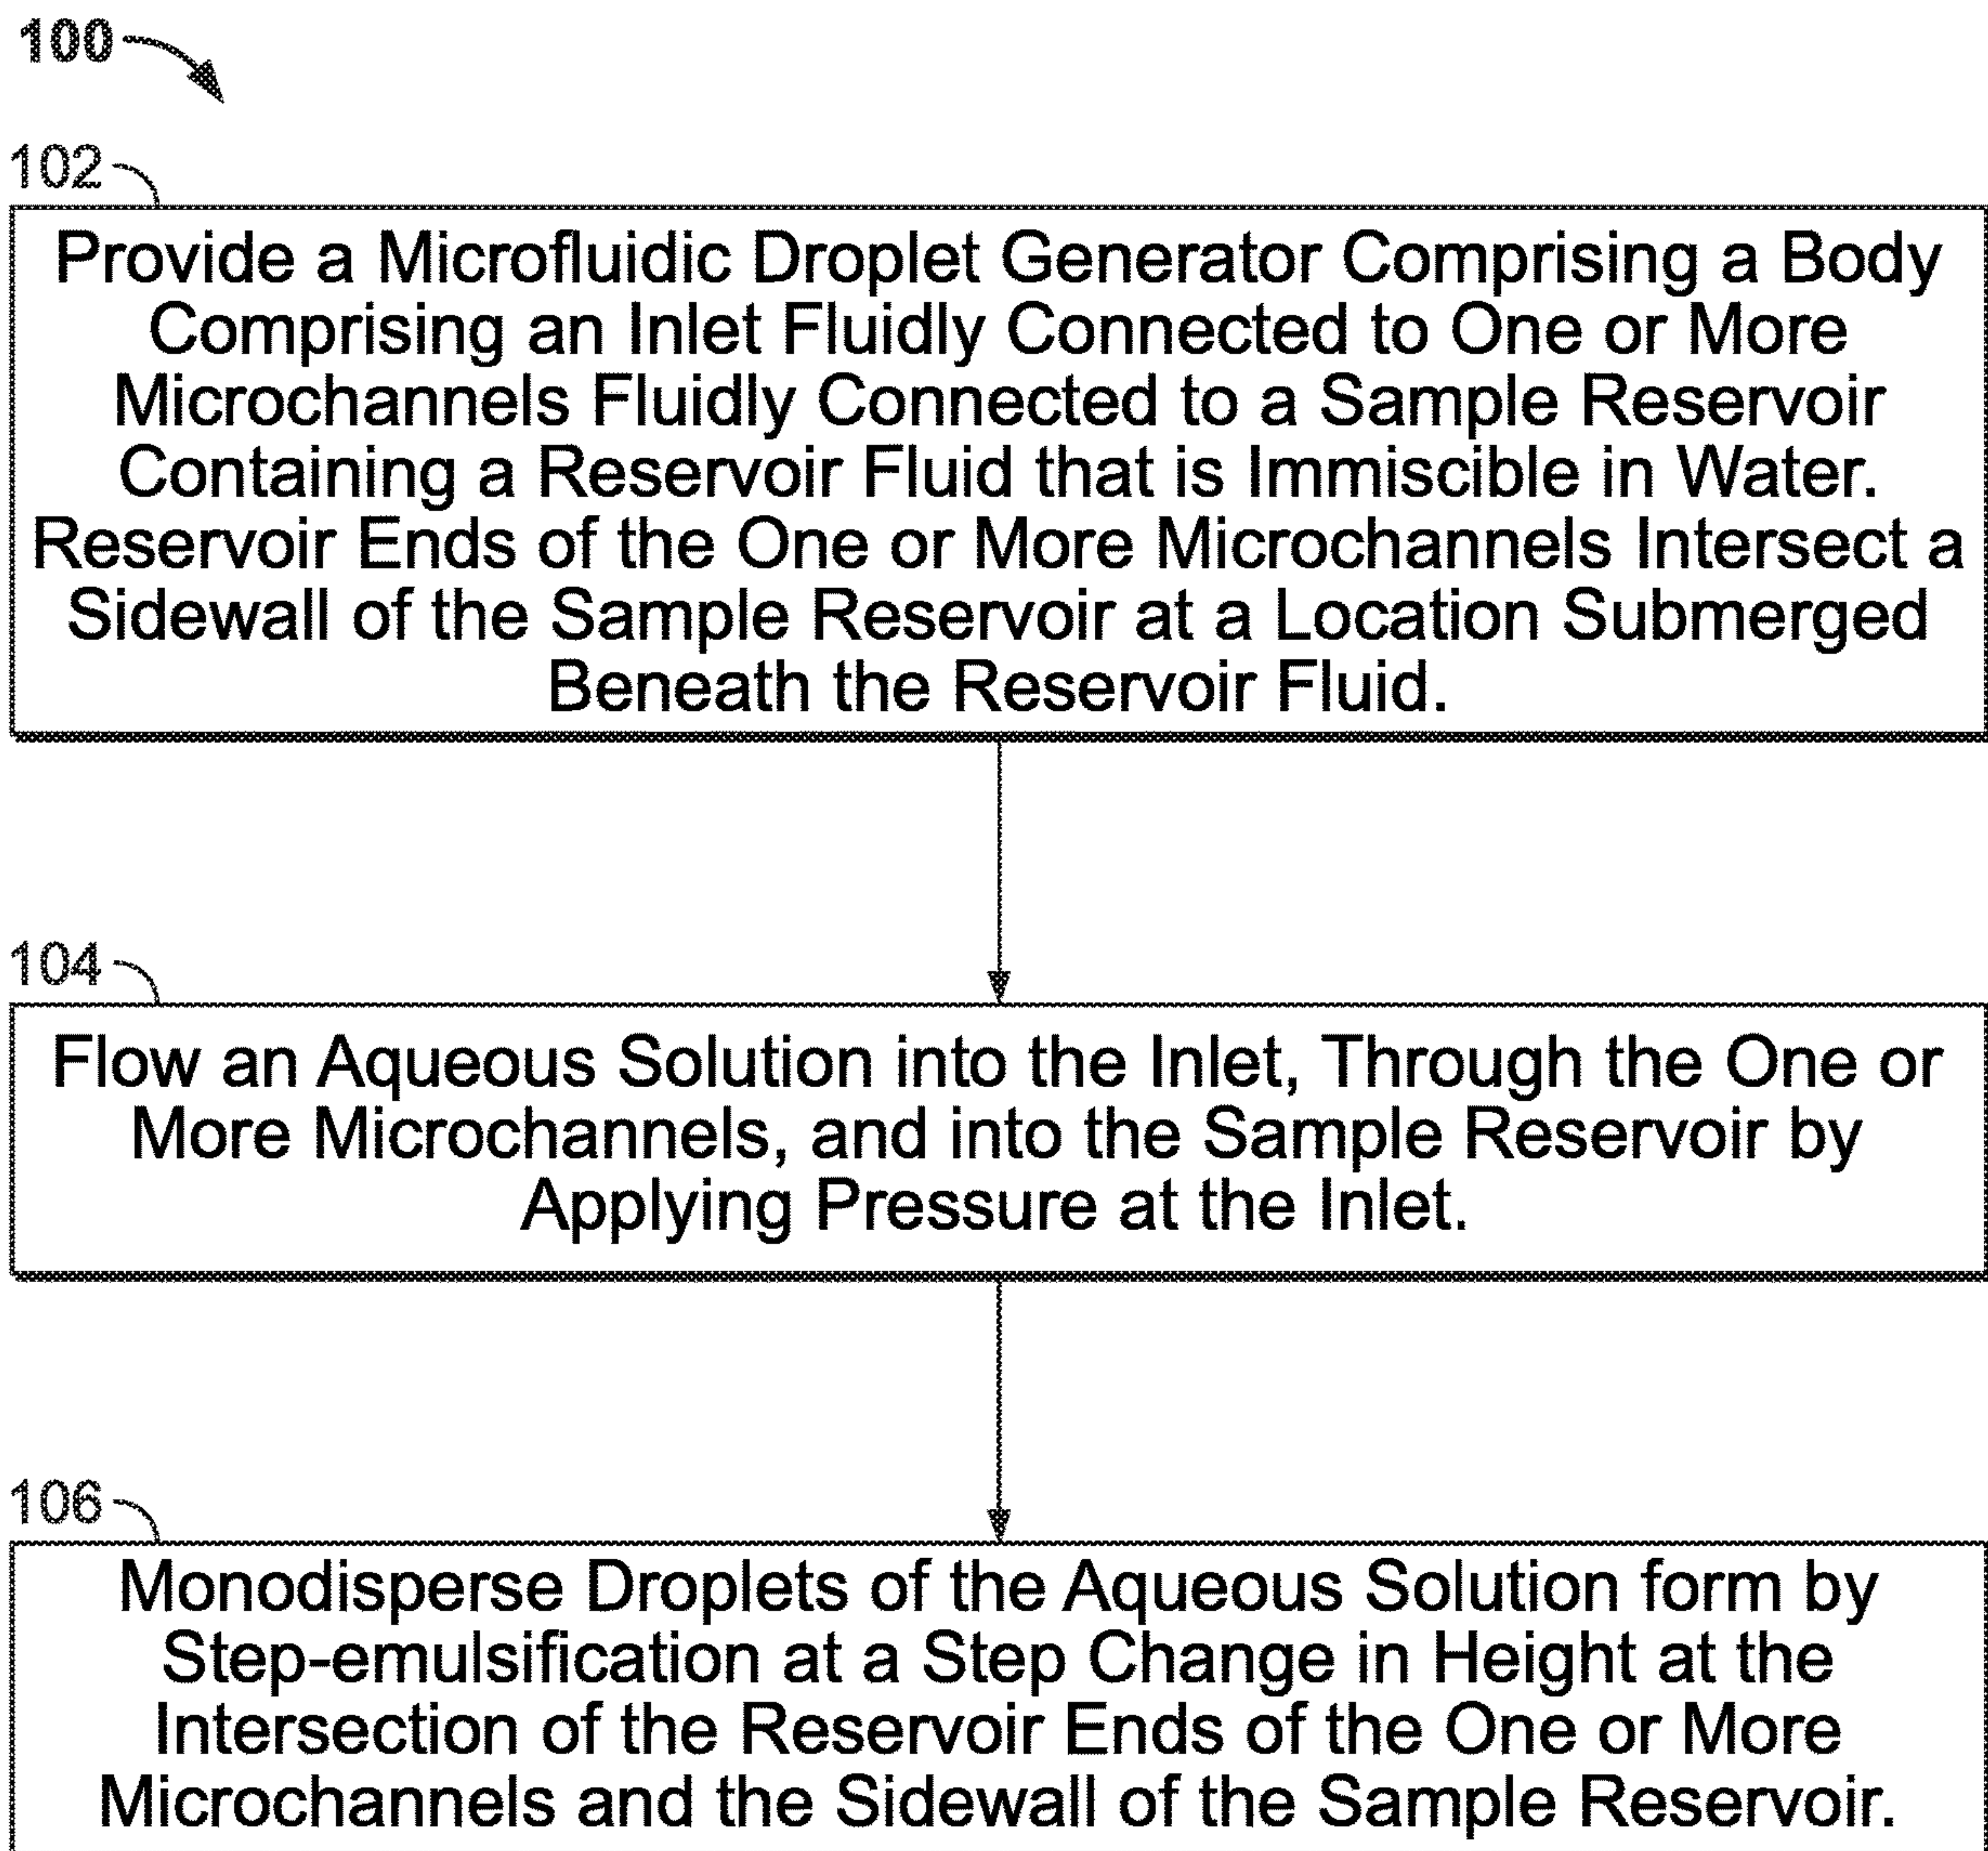 100
102
Provide a Microfluidic Droplet Generator Comprising a Body
Comprising an Inlet Fluidly Connected to One or More
Microchannels Fluidly Connected to a Sample Reservoir
Containing a Reservoir Fluid that is Immiscible in Water.
Reservoir Ends of the One or More Microchannels Intersect a
Sidewall of the Sample Reservoir at a Location Submerged
Beneath the Reservoir Fluid.
104
Flow an Aqueous Solution into the Inlet, Through the One or
More Microchannels, and into the Sample Reservoir by
Applying Pressure at the Inlet.
106
Monodisperse Droplets of the Aqueous Solution form by
Step-emulsification at a Step Change in Height at the
Intersection of the Reservoir Ends of the One or More
Microchannels and the Sidewall of the Sample Reservoir.